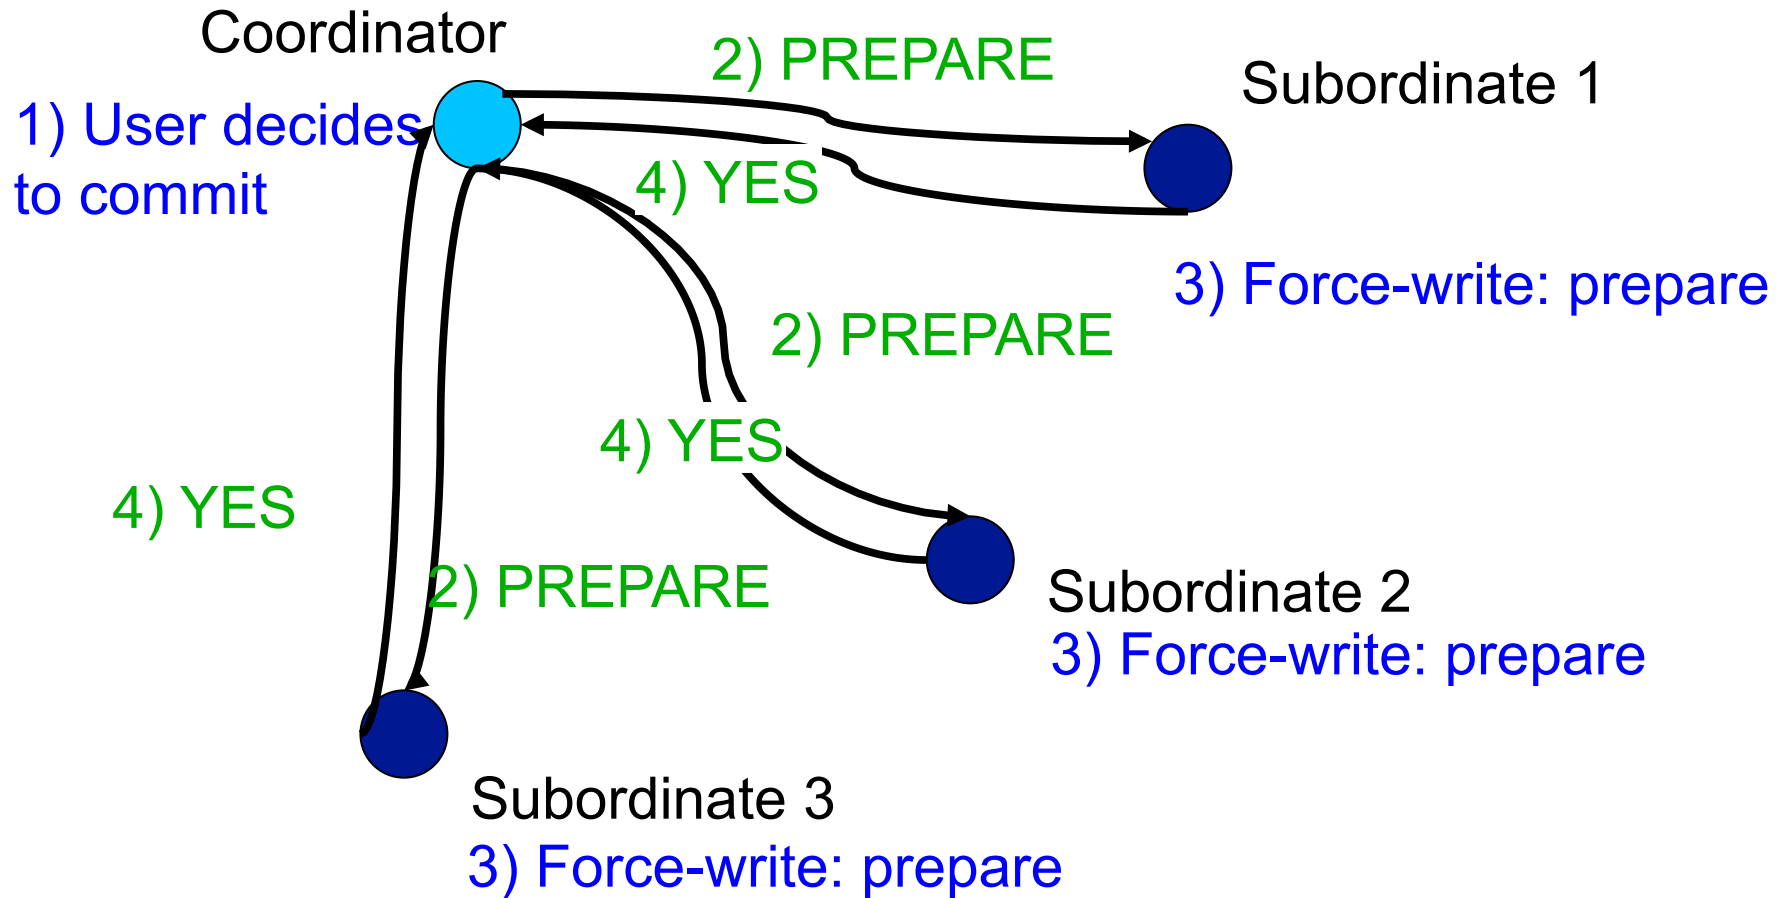 Coordinator
2) PREPARE
Subordinate 1
1) User decides
to commit
4) YES
3) Force-write: prepare
2) PREPARE
4) YES
4) YES
2) PREPARE
Subordinate 2
3) Force-write: prepare
Subordinate 3
3) Force-write: prepare